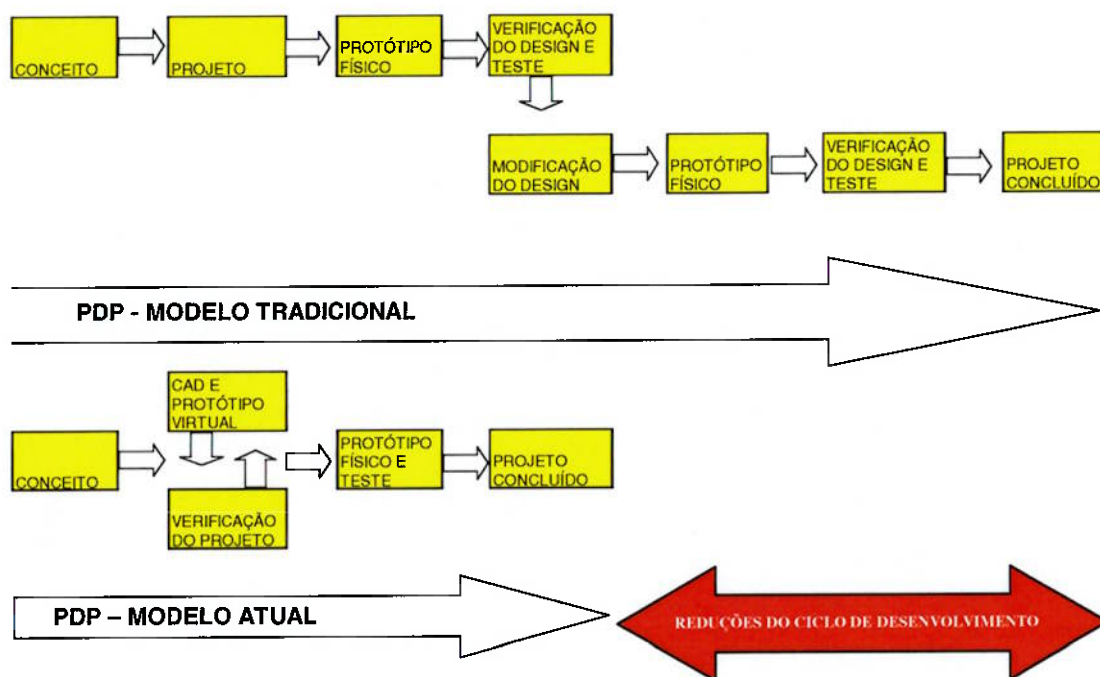 CONCEITO
PROJETO
PROTÓTIPO
FÍSICO
VERIFICAÇÃO
DO DESIGN E
TESTE
MODIFICAÇÃO
DO DESIGN
PROTÓTIPO
FÍSICO
VERIFICAÇÃO
DO DESIGN E
TESTE
PROJETO
CONCLUÍDO
PDP - MODELO TRADICIONAL
CONCEITO
CAD E
PROTÓTIPO
VIRTUAL
VERIFICAÇÃO
DO PROJETO
PROTÓTIPO
FÍSICO E
TESTE
PROJETO
CONCLUÍDO
PDP – MODELO ATUAL
REDUÇÕES DO CICLO DE DESENVOLVIMENTO